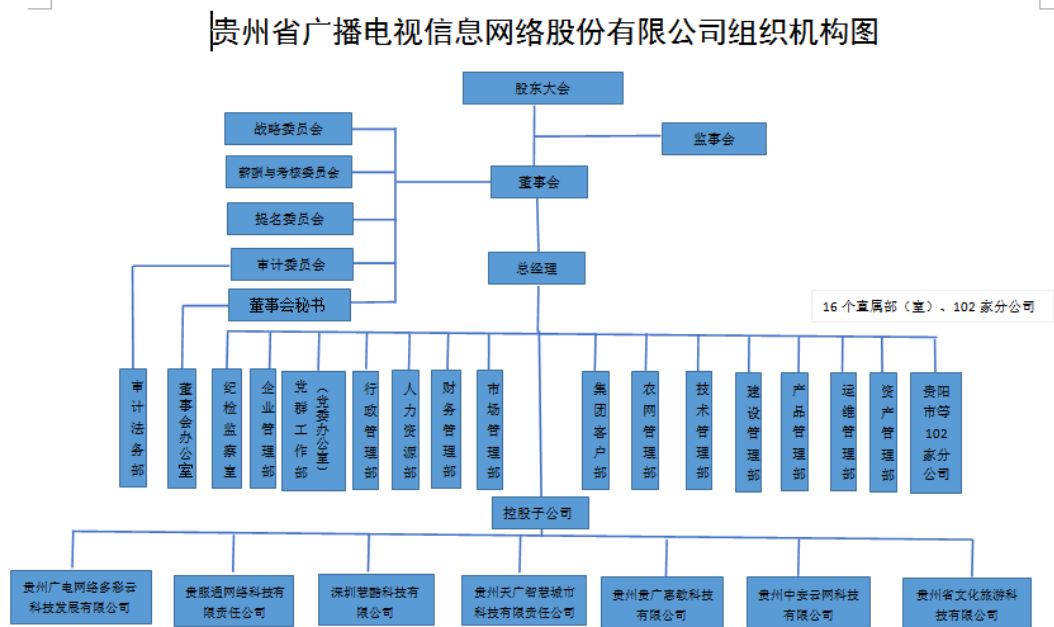 贵州省广播电视信息网络股份有限公司组织机构图
股东大会
战略委员会
监事会
薪酬与考核委员会
董事会
提名委员会
审计委员会
总经理
董事会秘书
16 个直属部（室）、102 家分公司
审计法务部
董事会办公室
纪检监察室
企业管理部
党群工作部
（党委办公室）
行政管理部
人力资源部
财务管理部
市场管理部
集团客户部
农网管理部
技术管理部
建设管理部
产品管理部
运维管理部
资产管理部
贵阳
市等
102
家分
公司
控股子公司
贵州广电网络多彩云
科技发展有限公司
贵服通网络科技有
限责任公司
深圳慧酷科技有
限公司
贵州天广智慧城市
科技有限责任公司
贵州贵广惠敏科技
有限公司
贵州中安云网科技
有限公司
贵州省文化旅游科
技有限公司